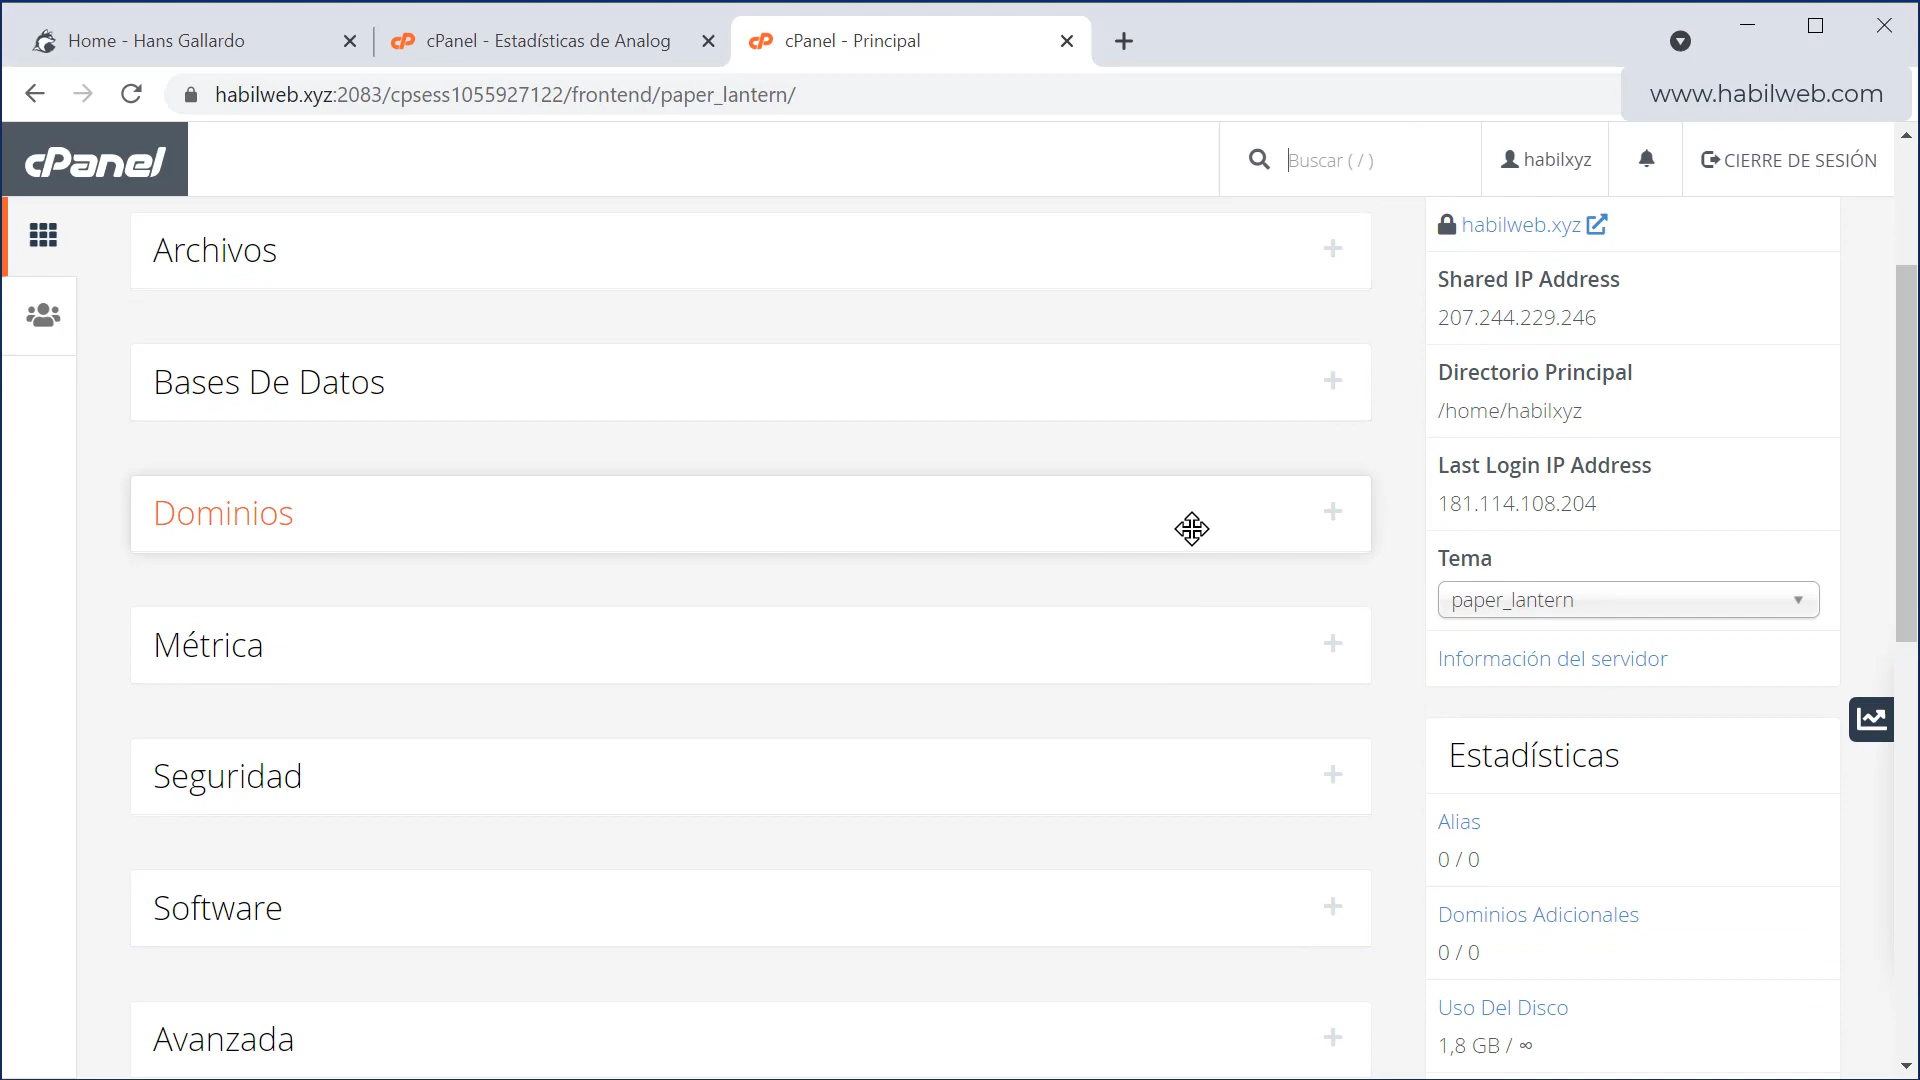 Home - Hans Gallardo
cPanel - Estadísticas de Analog
cPanel - Principal
habilweb.xyz:2083/cpsess1055927122/frontend/paper_lantern/
www.habilweb.com
cPanel
Buscar ( / )
habilxyz
CIERRE DE SESIÓN
Archivos
Bases De Datos
Dominios
Métrica
Seguridad
Software
Avanzada
habilweb.xyz
Shared IP Address
207.244.229.246
Directorio Principal
/home/habilxyz
Last Login IP Address
181.114.108.204
Tema
paper_lantern
Información del servidor
Estadísticas
Alias
0 / 0
Dominios Adicionales
0 / 0
Uso Del Disco
1,8 GB / ∞